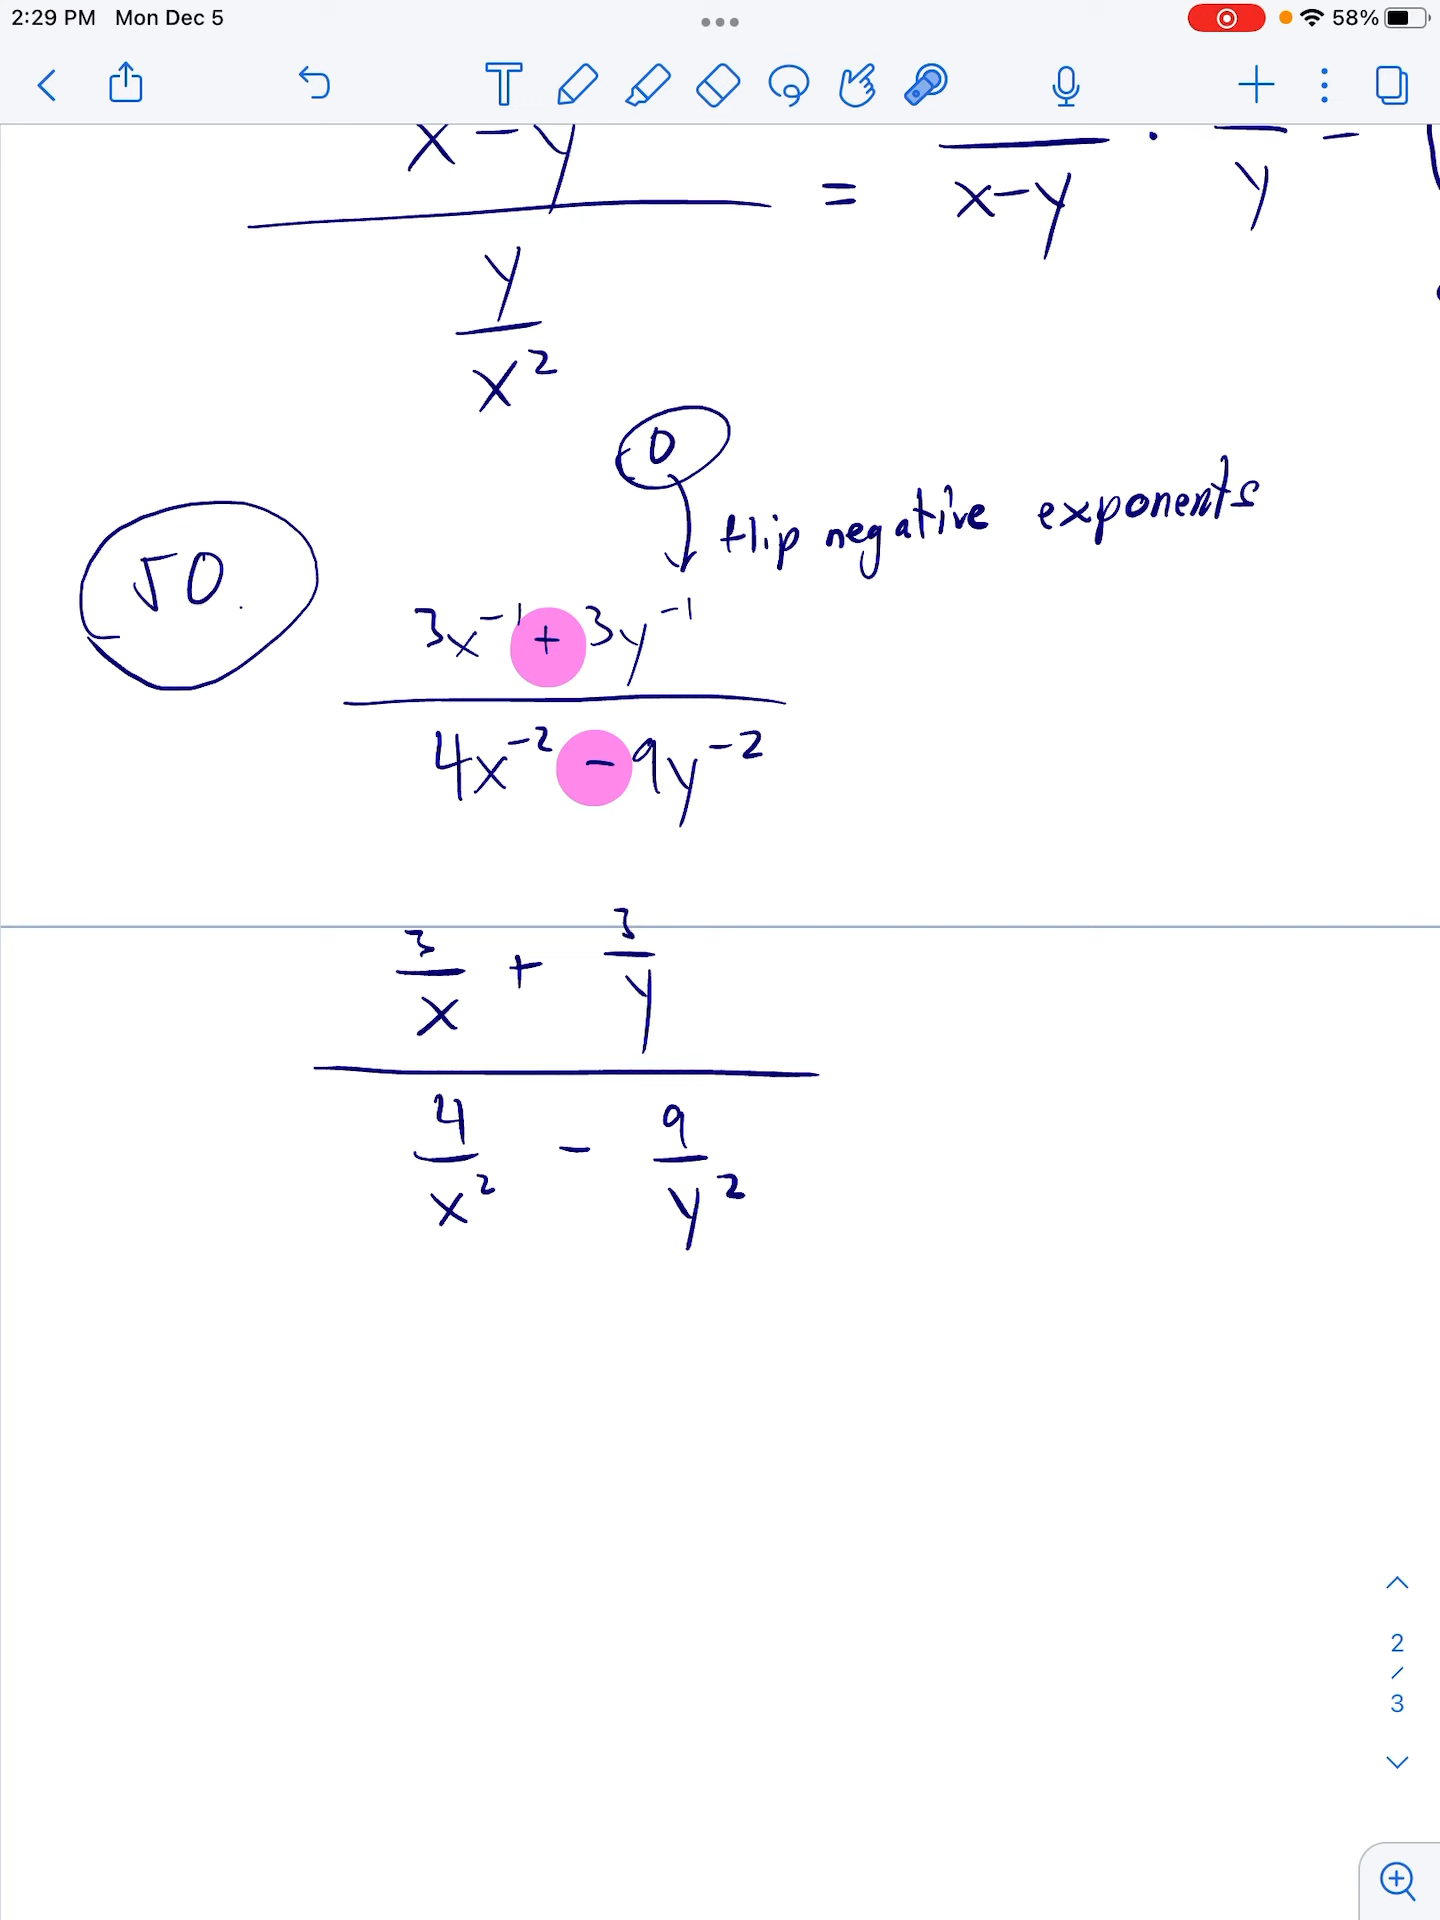 2:29 PM Mon Dec 5 58%
x - y
y
x²
= x-y · y -
0
flip negative exponents
50.
3x⁻¹ + 3y⁻¹
4x⁻² - 9y⁻²
3 3
x + y
4 9
x² - y²
2
/
3